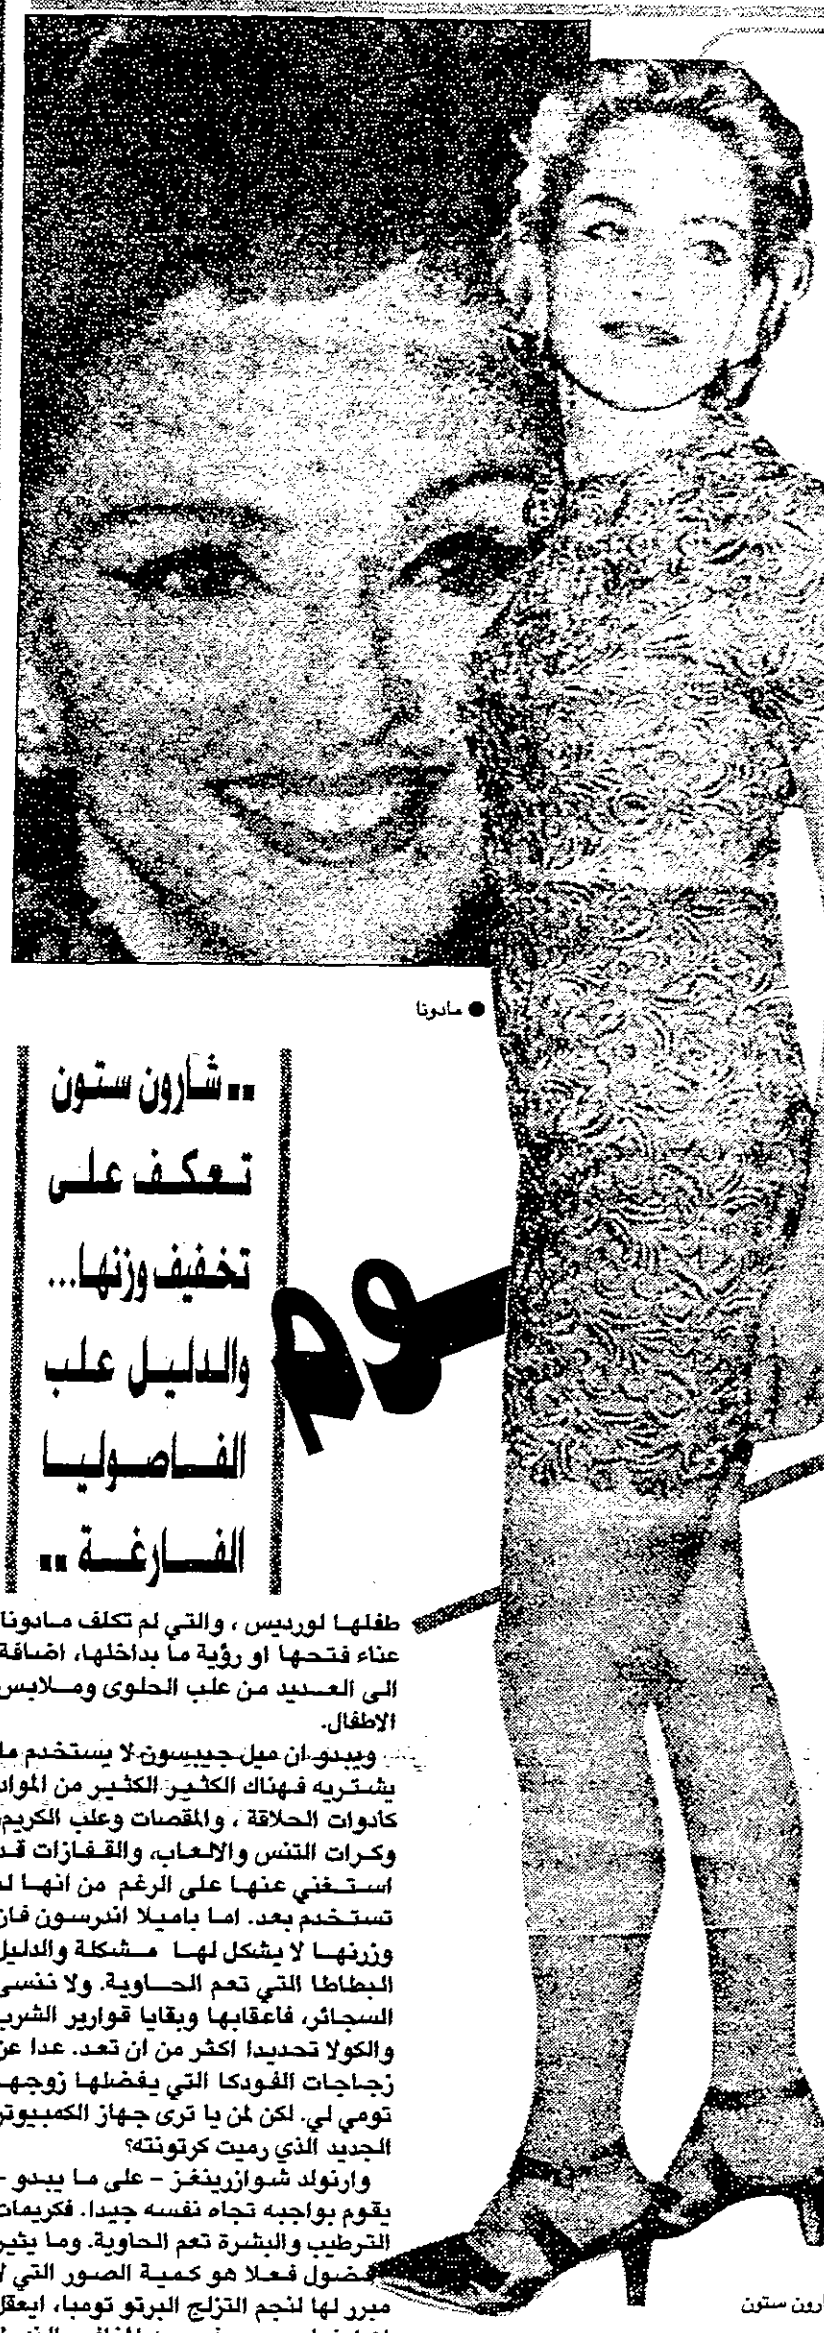 ● مادونا
▪▪ شارون ستون
تعكف على
تخفيف وزنها...
والدليل علب
الفاصوليا
الفارغة ▪▪
ـوم
طفلها لورديس ، والتي لم تكلف مادونا
عناء فتحها او رؤية ما بداخلها، اضافة
الى العديد من علب الحلوى وملابس
الاطفال.
ويبدو ان ميل جيبسون لا يستخدم ما
يشتريه فهناك الكثير الكثير من المواد
كأدوات الحلاقة ، والمقصات وعلب الكريم
وكرات التنس والالعاب، والقفازات قد
استغني عنها على الرغم من انها لم
تستخدم بعد. اما باميلا اندرسون فان
وزرنها لا يشكل لها مشكلة والدليل
البطاطا التي تعم الحاوية. ولا ننسى
السجائر، فاعقابها وبقايا قوارير الشرب
والكولا تحديدا اكثر من ان تعد. عدا عن
زجاجات الفودكا التي يفضلها زوجها
تومي لي. لكن لمن يا ترى جهاز الكمبيوتر
الجديد الذي رميت كرتونته؟
وارنولد شوازرينغز - على ما يبدو -
يقوم بواجبه تجاه نفسه جيدا. فكريمات
الترطيب والبشرة تعم الحاوية. وما يثير
الفضول فعلا هو كمية الصور التي لا
مبرر لها لنجم التزلج البرتو تومبا، ايعقل
ارون ستون